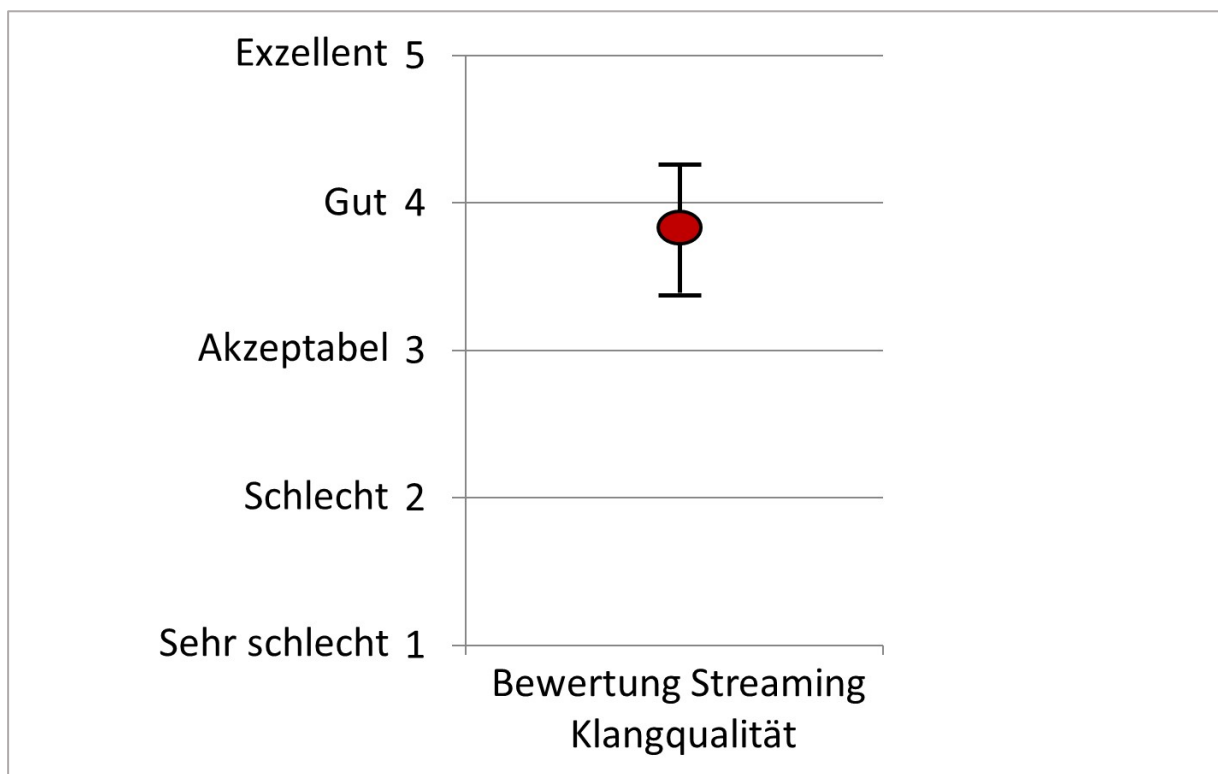 Exzellent 5
Gut 4
Akzeptabel 3
Schlecht 2
Sehr schlecht 1
Bewertung Streaming
Klangqualität